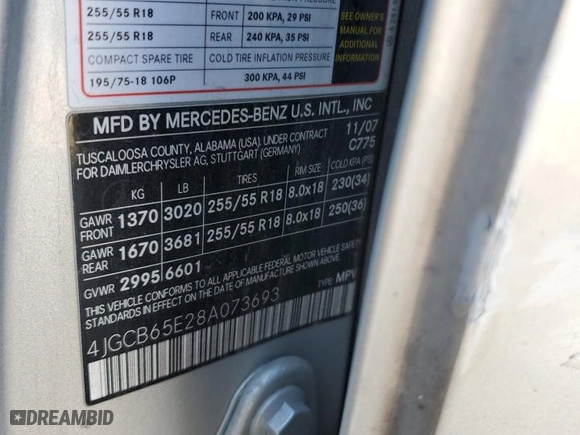 255/55 R18 FRONT 200 KPA, 29 PSI
255/55 R18 REAR 240 KPA, 35 PSI
COMPACT SPARE TIRE COLD TIRE INFLATION PRESSURE
195/75-18 106P 300 KPA, 44 PSI
SEE OWNER'S
MANUAL FOR
ADDITIONAL
INFORMATION
MFD BY MERCEDES-BENZ U.S. INTL., INC
TUSCALOOSA COUNTY, ALABAMA (USA). UNDER CONTRACT 11/07
FOR DAIMLERCHRYSLER AG, STUTTGART (GERMANY) C775
KG LB TIRES RIM SIZE COLD KPA (PSI)
GAWR FRONT 1370 3020 255/55 R18 8.0x18 230(34)
GAWR REAR 1670 3681 255/55 R18 8.0x18 250(36)
GVWR 2995 6601
THIS VEHICLE CONFORMS TO ALL APPLICABLE FEDERAL MOTOR VEHICLE SAFETY
STANDARDS IN EFFECT ON THE DATE OF MANUFACTURE SHOWN ABOVE.
4JGCB65E28A073693 TYPE: MPV
DREAMBID